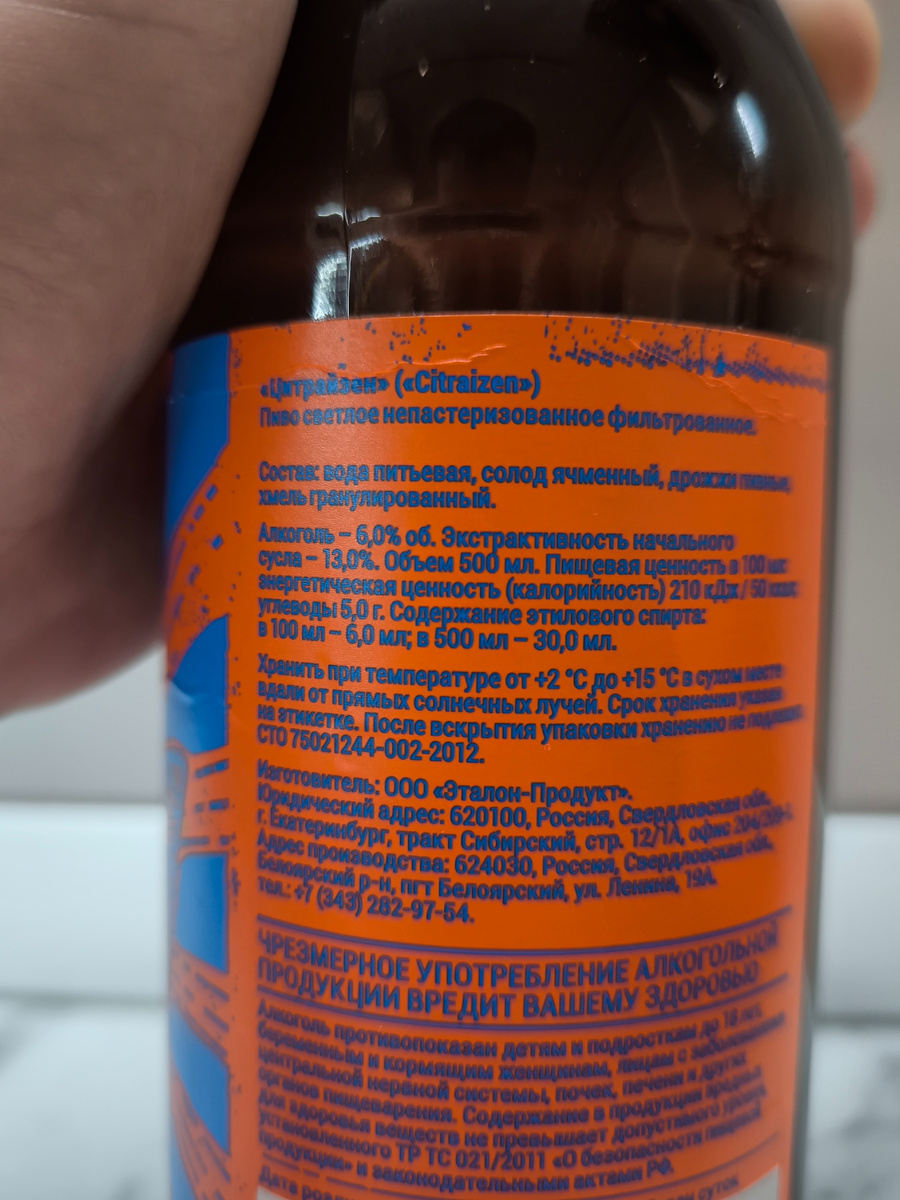 «Цитрайзен» («Citraizen»)
Пиво светлое непастеризованное фильтрованное.
Состав: вода питьевая, солод ячменный, дрожжи пивные,
хмель гранулированный.
Алкоголь – 6,0% об. Экстрактивность начального
сусла – 13,0%. Объем 500 мл. Пищевая ценность в 100 мл:
энергетическая ценность (калорийность) 210 кДж / 50 ккал;
углеводы 5,0 г. Содержание этилового спирта:
в 100 мл – 6,0 мл; в 500 мл – 30,0 мл.
Хранить при температуре от +2 °С до +15 °С в сухом месте
вдали от прямых солнечных лучей. Срок хранения указан
на этикетке. После вскрытия упаковки хранению не подлежит.
СТО 75021244-002-2012.
Изготовитель: ООО «Эталон-Продукт».
Юридический адрес: 620100, Россия, Свердловская обл.,
г. Екатеринбург, тракт Сибирский, стр. 12/1А, офис
Адрес производства: 624030, Россия, Свердловская обл.,
Белоярский р-н, пгт Белоярский, ул. Ленина, 19А.
тел.: +7 (343) 282-97-54.
ЧРЕЗМЕРНОЕ УПОТРЕБЛЕНИЕ АЛКОГОЛЬНОЙ
ПРОДУКЦИИ ВРЕДИТ ВАШЕМУ ЗДОРОВЬЮ
Алкоголь противопоказан детям и подросткам до 18 лет,
беременным и кормящим женщинам, лицам с заболеваниями
центральной нервной системы, почек, печени и других
органов пищеварения. Содержание в продукции вредных
для здоровья веществ не превышает допустимого уровня,
установленного ТР ТС 021/2011 «О безопасности пищевой
продукции» и законодательными актами РФ.
Дата суток